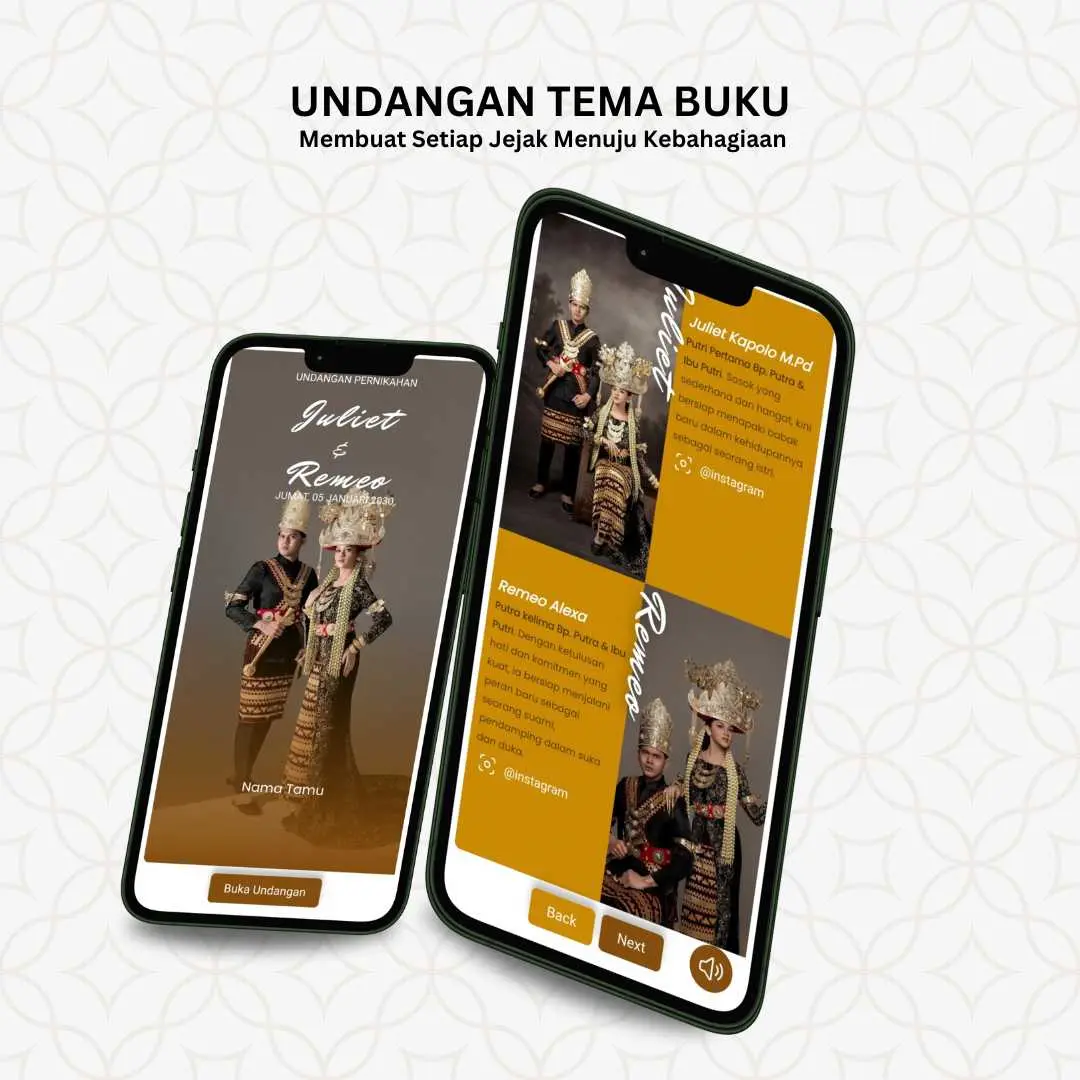 UNDANGAN TEMA BUKU
Membuat Setiap Jejak Menuju Kebahagiaan
UNDANGAN PERNIKAHAN
Juliet
&
Remeo
JUMAT, 05 JANUARI 2030
Nama Tamu
Buka Undangan
Juliet
Juliet Kapolo M.Pd
Putri Pertama Bp. Putra &
Ibu Putri. Sosok yang
sederhana dan hangat, kini
bersiap menapaki babak
baru dalam kehidupannya
sebagai seorang istri.
@instagram
Remeo Alexa
Putra kelima Bp. Putra & Ibu
Putri. Dengan ketulusan
hati dan komitmen yang
kuat, ia bersiap menjalani
peran baru sebagai
seorang suami,
pendamping dalam suka
dan duka.
@instagram
Remeo
Back
Next